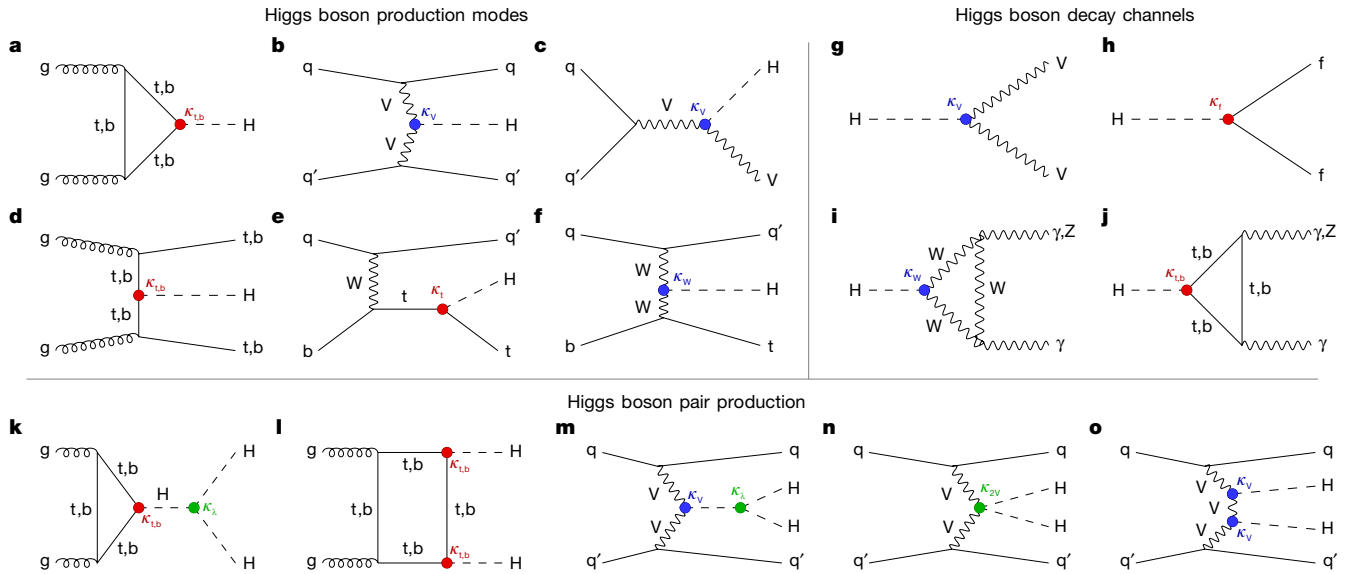 Higgs boson production modes
Higgs boson decay channels
a
g
t,b
κt,b
t,b
H
t,b
g
b
q
q
V
κV
H
V
q′
q′
c
q
H
V
κV
q′
V
g
V
κV
H
V
h
f
κf
H
f
d
g
t,b
t,b
κt,b
H
t,b
g
t,b
e
q
q′
H
W
t
κt
b
t
f
q
q′
W
κW
H
W
b
t
i
γ,Z
W
κW
H
W
W
γ
j
γ,Z
t,b
κt,b
H
t,b
t,b
γ
Higgs boson pair production
k
g
H
t,b
H
t,b
κt,b
κλ
t,b
g
H
l
g
H
t,b
κt,b
t,b
t,b
t,b
κt,b
g
H
m
q
q
V
κV
κλ
H
V
H
q′
q′
n
q
q
V
κ2V
H
V
H
q′
q′
o
q
q
V
κV
H
V
κV
H
V
q′
q′